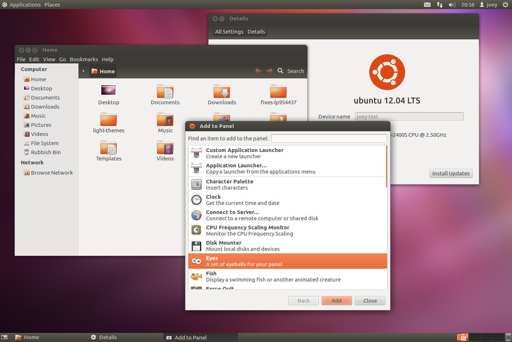 Applications Places
20:58 joey
Details
All Settings Details
ubuntu 12.04 LTS
Device name joey-test
-2400S CPU @ 2.50GHz
Install Updates
Home
File Edit View Go Bookmarks Help
Home
Search
Computer
Home
Desktop
Documents
Downloads
Music
Pictures
Videos
File System
Rubbish Bin
Network
Browse Network
Desktop
Documents
Downloads
fixes-lp954437
light-themes
Music
Templates
Videos
Add to Panel
Find an item to add to the panel:
Custom Application Launcher
Create a new launcher
Application Launcher...
Copy a launcher from the applications menu
Character Palette
Insert characters
Clock
Get the current time and date
Connect to Server...
Connect to a remote computer or shared disk
CPU Frequency Scaling Monitor
Monitor the CPU Frequency Scaling
Disk Mounter
Mount local disks and devices
Eyes
A set of eyeballs for your panel
Fish
Display a swimming fish or another animated creature
Force Quit
Back
Add
Close
Home
Details
Add to Panel